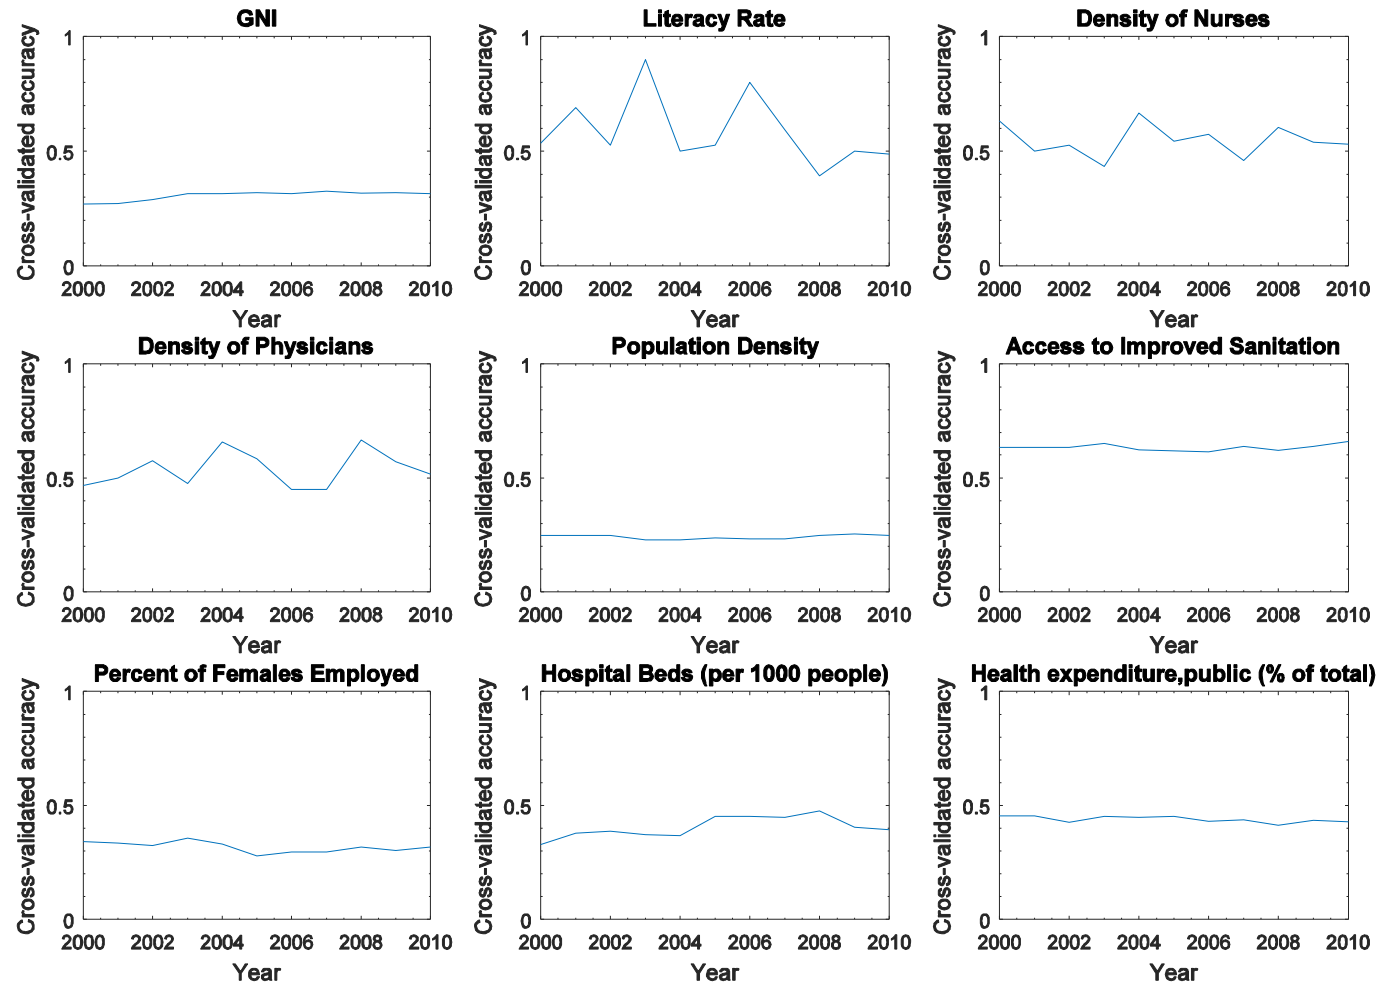 GNI
Literacy Rate
Density of Nurses
Cross-validated accuracy
1
0.5
0
2000 2002 2004 2006 2008 2010
Year
Cross-validated accuracy
1
0.5
0
2000 2002 2004 2006 2008 2010
Year
Cross-validated accuracy
1
0.5
0
2000 2002 2004 2006 2008 2010
Year
Density of Physicians
Population Density
Access to Improved Sanitation
Cross-validated accuracy
1
0.5
0
2000 2002 2004 2006 2008 2010
Year
Cross-validated accuracy
1
0.5
0
2000 2002 2004 2006 2008 2010
Year
Cross-validated accuracy
1
0.5
0
2000 2002 2004 2006 2008 2010
Year
Percent of Females Employed
Hospital Beds (per 1000 people)
Health expenditure,public (% of total)
Cross-validated accuracy
1
0.5
0
2000 2002 2004 2006 2008 2010
Year
Cross-validated accuracy
1
0.5
0
2000 2002 2004 2006 2008 2010
Year
Cross-validated accuracy
1
0.5
0
2000 2002 2004 2006 2008 2010
Year